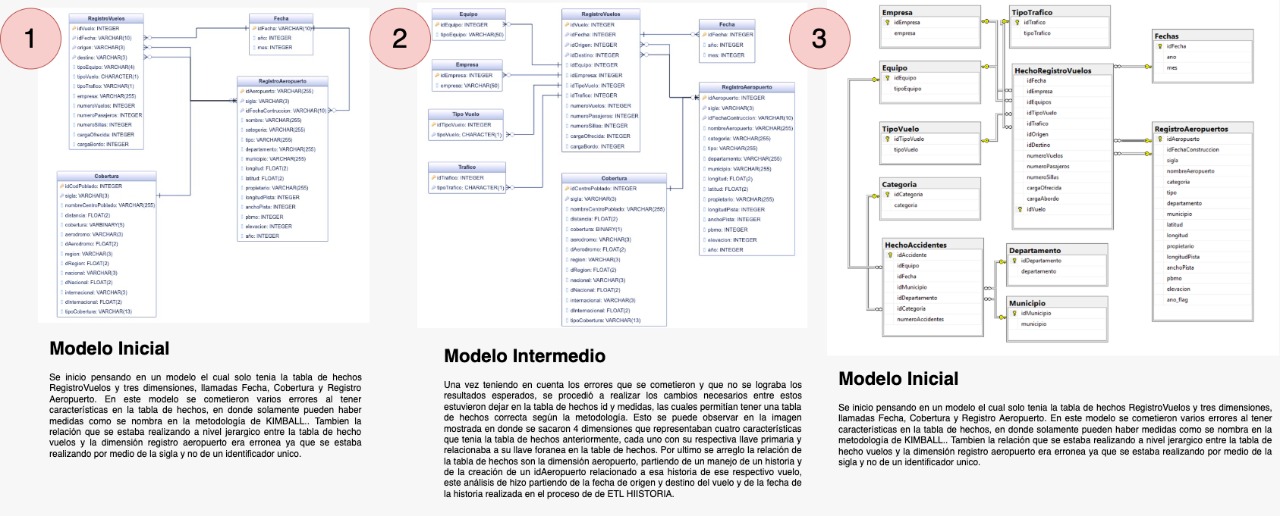 1
RegistroVuelos
idVuelo: INTEGER
idFecha: VARCHAR(10)
origen: VARCHAR(3)
destino: VARCHAR(3)
tipoEquipo: VARCHAR(4)
tipoVuelo: CHARACTER(1)
tipoTrafico: VARCHAR(1)
empresa: VARCHAR(255)
numeroVuelos: INTEGER
numeroPasajeros: INTEGER
numeroSillas: INTEGER
cargaOfrecida: INTEGER
cargaBordo: INTEGER
Fecha
idFecha: VARCHAR(10)
año: INTEGER
mes: INTEGER
RegistroAeropuerto
idAeropuerto: VARCHAR(255)
sigla: VARCHAR(3)
idFechaContruccion: VARCHAR(10)
nombre: VARCHAR(255)
categoria: VARCHAR(255)
tipo: VARCHAR(255)
departamento: VARCHAR(255)
municipio: VARCHAR(255)
longitud: FLOAT(2)
latitud: FLOAT(2)
propietario: VARCHAR(255)
longitudPista: INTEGER
anchoPista: INTEGER
pbmo: INTEGER
elevacion: INTEGER
año: INTEGER
Cobertura
idCodPoblado: INTEGER
sigla: VARCHAR(3)
nombreCentroPoblado: VARCHAR(255)
distancia: FLOAT(2)
cobertura: VARBINARY(5)
aerodromo: VARCHAR(3)
dAerodromo: FLOAT(2)
region: VARCHAR(3)
dRegion: FLOAT(2)
nacional: VARCHAR(3)
dNacional: FLOAT(2)
internacional: VARCHAR(3)
dInternacional: FLOAT(2)
tipoCobertura: VARCHAR(13)
Modelo Inicial
Se inicio pensando en un modelo el cual solo tenia la tabla de hechos
RegistroVuelos y tres dimensiones, llamadas Fecha, Cobertura y Registro
Aeropuerto. En este modelo se cometieron varios errores al tener
características en la tabla de hechos, en donde solamente pueden haber
medidas como se nombra en la metodología de KIMBALL.. Tambien la
relación que se estaba realizando a nivel jerargico entre la tabla de hecho
vuelos y la dimensión registro aeropuerto era erronea ya que se estaba
realizando por medio de la sigla y no de un identificador unico.
2
Equipo
idEquipo: INTEGER
tipoEquipo: VARCHAR(50)
Empresa
idEmpresa: INTEGER
empresa: VARCHAR(50)
Tipo Vuelo
idTipoVuelo: INTEGER
tipoVuelo: CHARACTER(1)
Trafico
idTrafico: INTEGER
tipoTrafico: CHARACTER(1)
RegistroVuelos
idVuelo: INTEGER
idFecha: INTEGER
idOrigen: INTEGER
idDestino: INTEGER
idEquipo: INTEGER
idEmpresa: INTEGER
idTipoVuelo: INTEGER
idTrafico: INTEGER
numeroVuelos: INTEGER
numeroPasajeros: INTEGER
numeroSillas: INTEGER
cargaOfrecida: INTEGER
cargaBordo: INTEGER
Fecha
idFecha: INTEGER
año: INTEGER
mes: INTEGER
RegistroAeropuerto
idAeropuerto: INTEGER
sigla: VARCHAR(3)
idFechaConstruccion: VARCHAR(10)
nombreAeropuerto: VARCHAR(255)
categoria: VARCHAR(255)
tipo: VARCHAR(255)
departamento: VARCHAR(255)
municipio: VARCHAR(255)
longitud: FLOAT(2)
latitud: FLOAT(2)
propietario: VARCHAR(255)
longitudPista: INTEGER
anchoPista: INTEGER
pbmo: INTEGER
elevacion: INTEGER
año: INTEGER
Cobertura
idCentroPoblado: INTEGER
sigla: VARCHAR(3)
nombreCentroPoblado: VARCHAR(255)
distancia: FLOAT(2)
cobertura: BINARY(1)
aerodromo: VARCHAR(3)
dAerodromo: FLOAT(2)
region: VARCHAR(3)
dRegion: FLOAT(2)
nacional: VARCHAR(3)
dNacional: FLOAT(2)
internacional: VARCHAR(3)
dInternacional: FLOAT(2)
tipoCobertura: VARCHAR(13)
Modelo Intermedio
Una vez teniendo en cuenta los errores que se cometieron y que no se lograba los
resultados esperados, se procedió a realizar los cambios necesarios entre estos
estuvieron dejar en la tabla de hechos id y medidas, las cuales permitían tener una tabla
de hechos correcta según la metodología. Esto se puede observar en la imagen
mostrada en donde se sacaron 4 dimensiones que representaban cuatro características
que tenia la tabla de hechos anteriormente, cada uno con su respectiva llave primaria y
relacionaba a su llave foranea en la table de hechos. Por ultimo se arreglo la relación de
la tabla de hechos son la dimensión aeropuerto, partiendo de un manejo de un historia y
de la creación de un idAeropuerto relacionado a esa historia de ese respectivo vuelo,
este análisis de hizo partiendo de la fecha de origen y destino del vuelo y de la fecha de
la historia realizada en el proceso de de ETL HIISTORIA.
3
Empresa
idEmpresa
empresa
Equipo
idEquipo
tipoEquipo
TipoVuelo
idTipoVuelo
tipoVuelo
Categoria
idCategoria
categoria
HechoAccidentes
idAccidente
idEquipo
idFecha
idMunicipio
idDepartamento
idCategoria
numeroAccidentes
TipoTrafico
idTrafico
tipoTrafico
HechoRegistroVuelos
idFecha
idEmpresa
idEquipos
idTipoVuelo
idTrafico
idOrigen
idDestino
numeroVuelos
numeroPasajeros
numeroSillas
cargaOfrecida
cargaAbordo
idVuelo
Departamento
idDepartamento
departamento
Municipio
idMunicipio
municipio
Fechas
idFecha
ano
mes
RegistroAeropuertos
idAeropuerto
idFechaConstruccion
sigla
nombreAeropuerto
categoria
tipo
departamento
municipio
latitud
longitud
propietario
longitudPista
anchoPista
pbmo
elevacion
ano_flag
Modelo Inicial
Se inicio pensando en un modelo el cual solo tenia la tabla de hechos RegistroVuelos y tres dimensiones,
llamadas Fecha, Cobertura y Registro Aeropuerto. En este modelo se cometieron varios errores al tener
características en la tabla de hechos, en donde solamente pueden haber medidas como se nombra en la
metodología de KIMBALL.. Tambien la relación que se estaba realizando a nivel jerargico entre la tabla de
hecho vuelos y la dimensión registro aeropuerto era erronea ya que se estaba realizando por medio de la
sigla y no de un identificador unico.